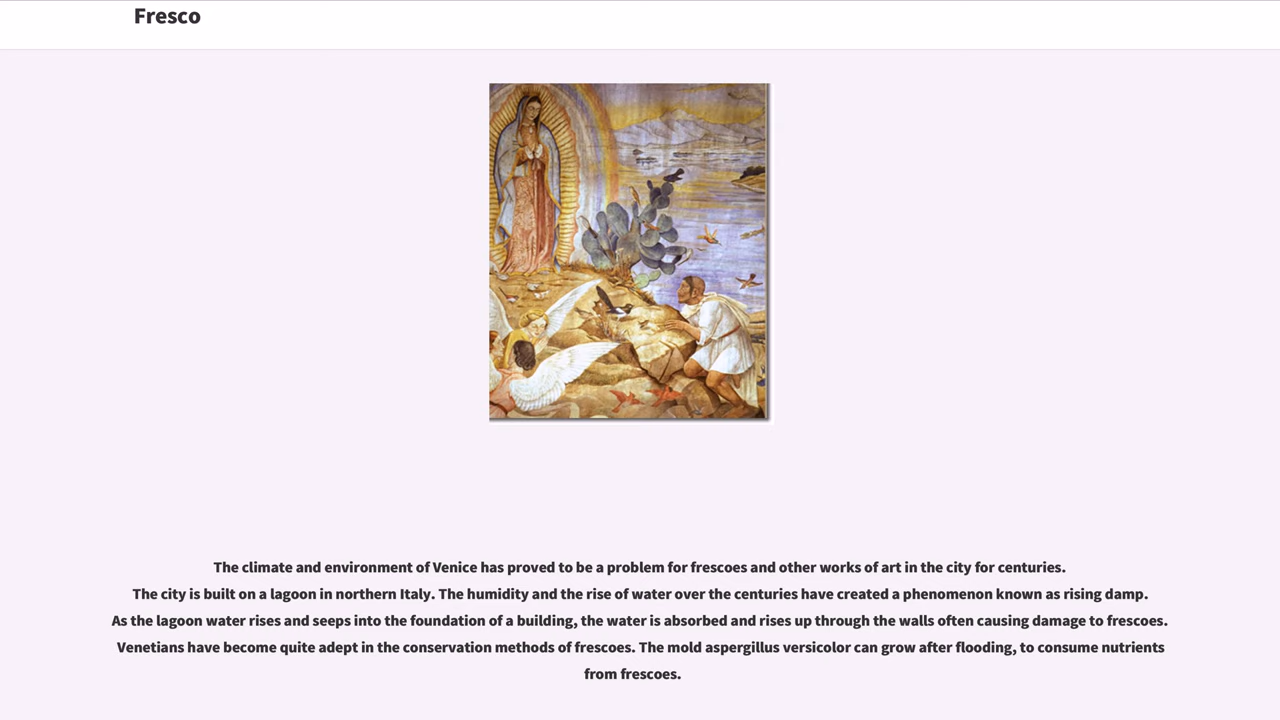 Fresco
The climate and environment of Venice has proved to be a problem for frescoes and other works of art in the city for centuries.
The city is built on a lagoon in northern Italy. The humidity and the rise of water over the centuries have created a phenomenon known as rising damp.
As the lagoon water rises and seeps into the foundation of a building, the water is absorbed and rises up through the walls often causing damage to frescoes.
Venetians have become quite adept in the conservation methods of frescoes. The mold aspergillus versicolor can grow after flooding, to consume nutrients
from frescoes.